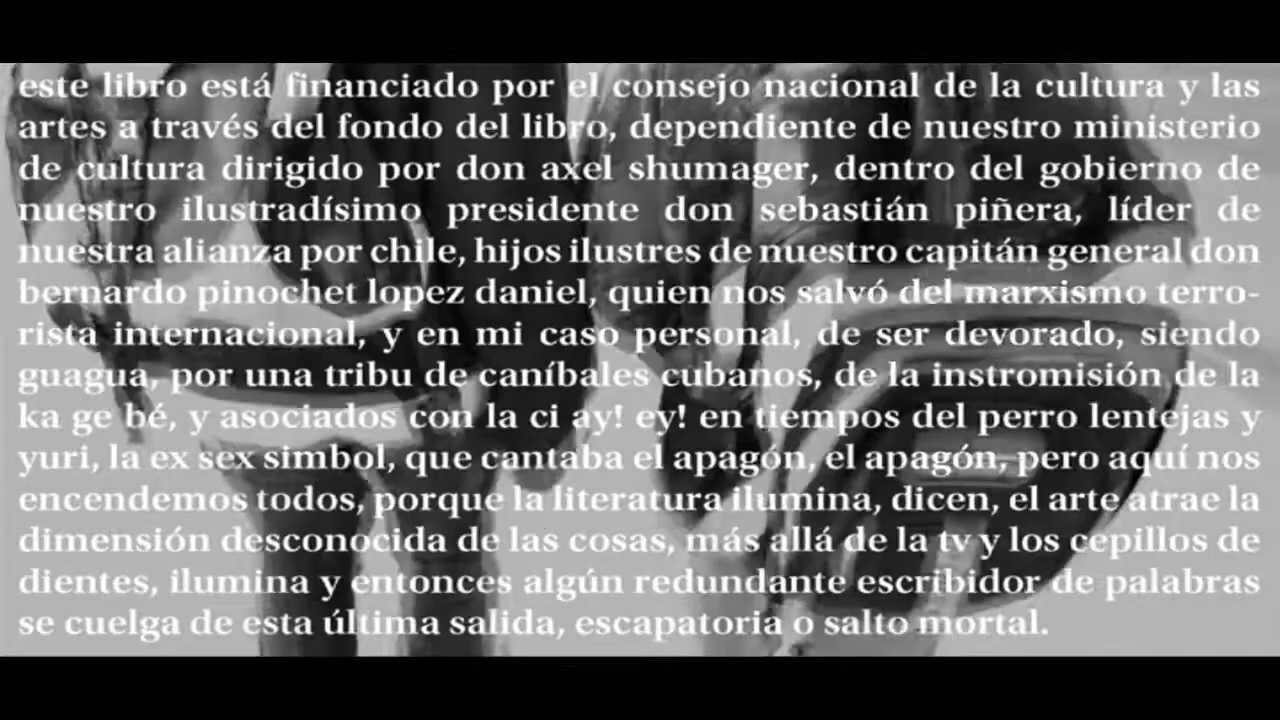 este libro está financiado por el consejo nacional de la cultura y las
artes a través del fondo del libro, dependiente de nuestro ministerio
de cultura dirigido por don axel shumager, dentro del gobierno de
nuestro ilustradísimo presidente don sebastián piñera, líder de
nuestra alianza por chile, hijos ilustres de nuestro capitán general don
bernardo pinochet lopez daniel, quien nos salvó del marxismo terro-
rista internacional, y en mi caso personal, de ser devorado, siendo
guagua, por una tribu de caníbales cubanos, de la instromisión de la
ka ge bé, y asociados con la ci ay! ey! en tiempos del perro lentejas y
yuri, la ex sex simbol, que cantaba el apagón, el apagón, pero aquí nos
encendemos todos, porque la literatura ilumina, dicen, el arte atrae la
dimensión desconocida de las cosas, más allá de la tv y los cepillos de
dientes, ilumina y entonces algún redundante escribidor de palabras
se cuelga de esta última salida, escapatoria o salto mortal.